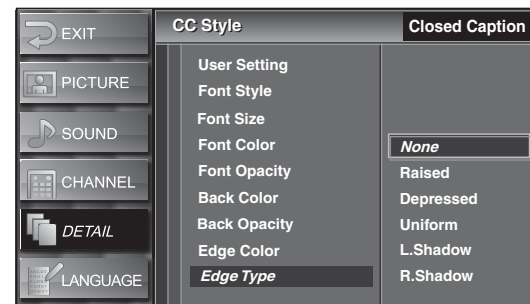 EXIT
PICTURE
SOUND
CHANNEL
DETAIL
LANGUAGE
CC Style
Closed Caption
User Setting
Font Style
Font Size
Font Color
Font Opacity
Back Color
Back Opacity
Edge Color
Edge Type
None
Raised
Depressed
Uniform
L.Shadow
R.Shadow